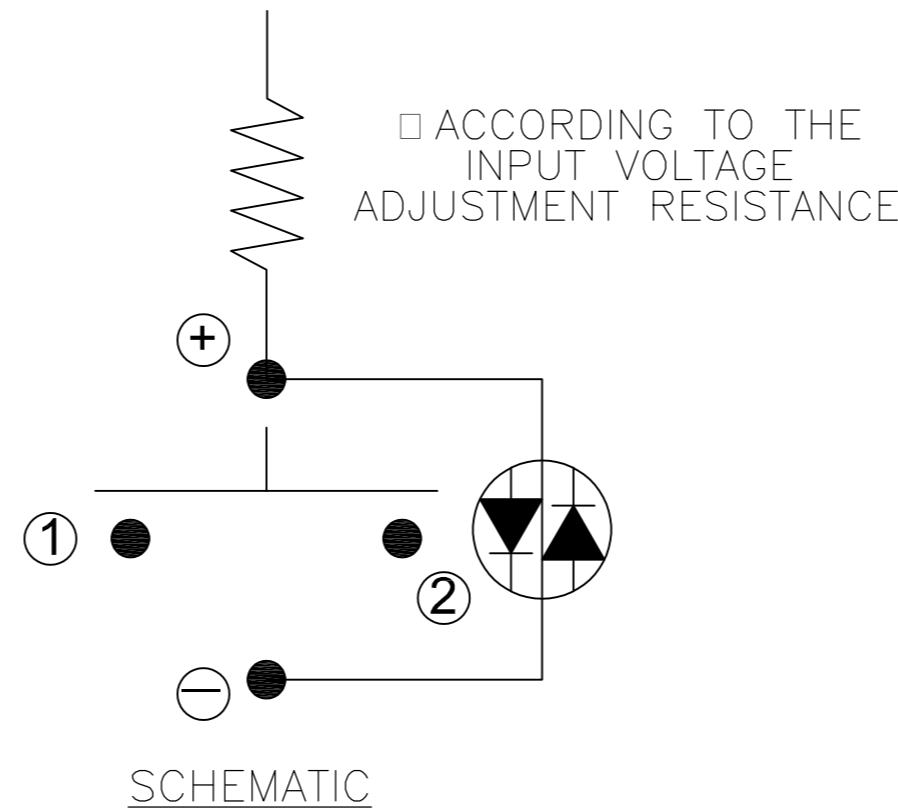 □ ACCORDING TO THE
INPUT VOLTAGE
ADJUSTMENT RESISTANCE
+
1
2
−
SCHEMATIC